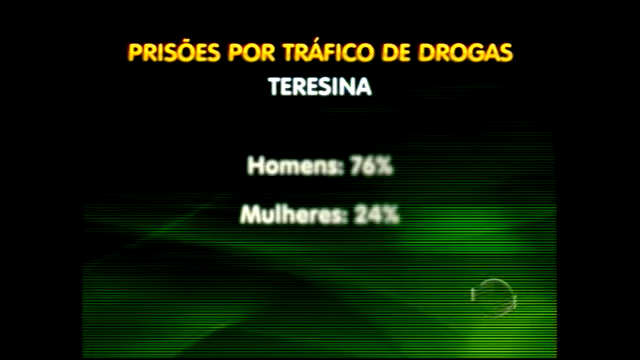 PRISÕES POR TRÁFICO DE DROGAS
TERESINA
Homens: 76%
Mulheres: 24%